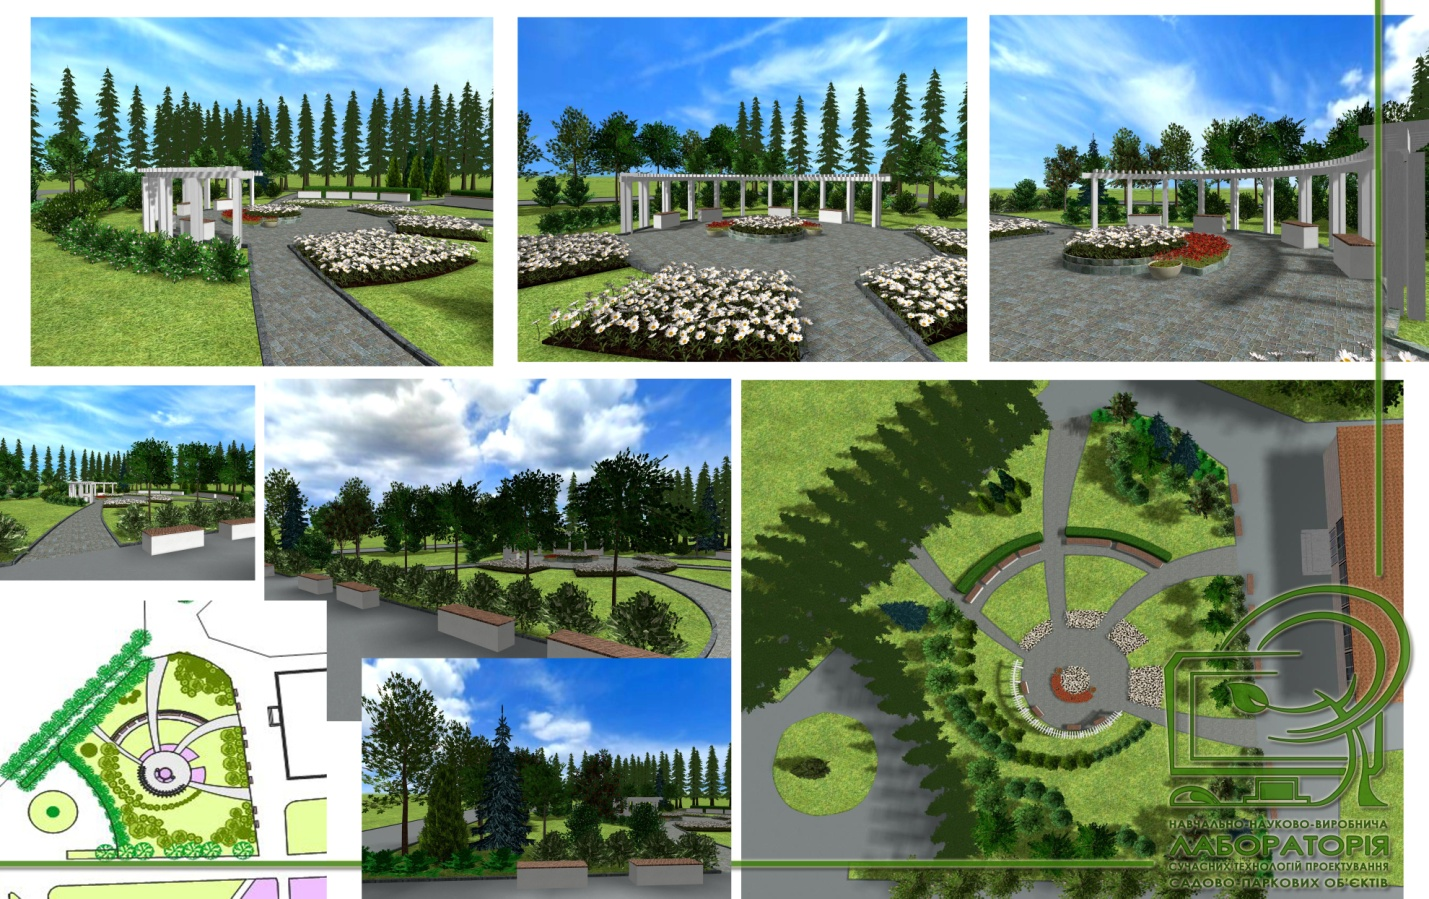 НАВЧАЛЬНО-НАУКОВО-ВИРОБНИЧА
ЛАБОРАТОРІЯ
СУЧАСНИХ ТЕХНОЛОГІЙ ПРОЕКТУВАННЯ
САДОВО-ПАРКОВИХ ОБ'ЄКТІВ